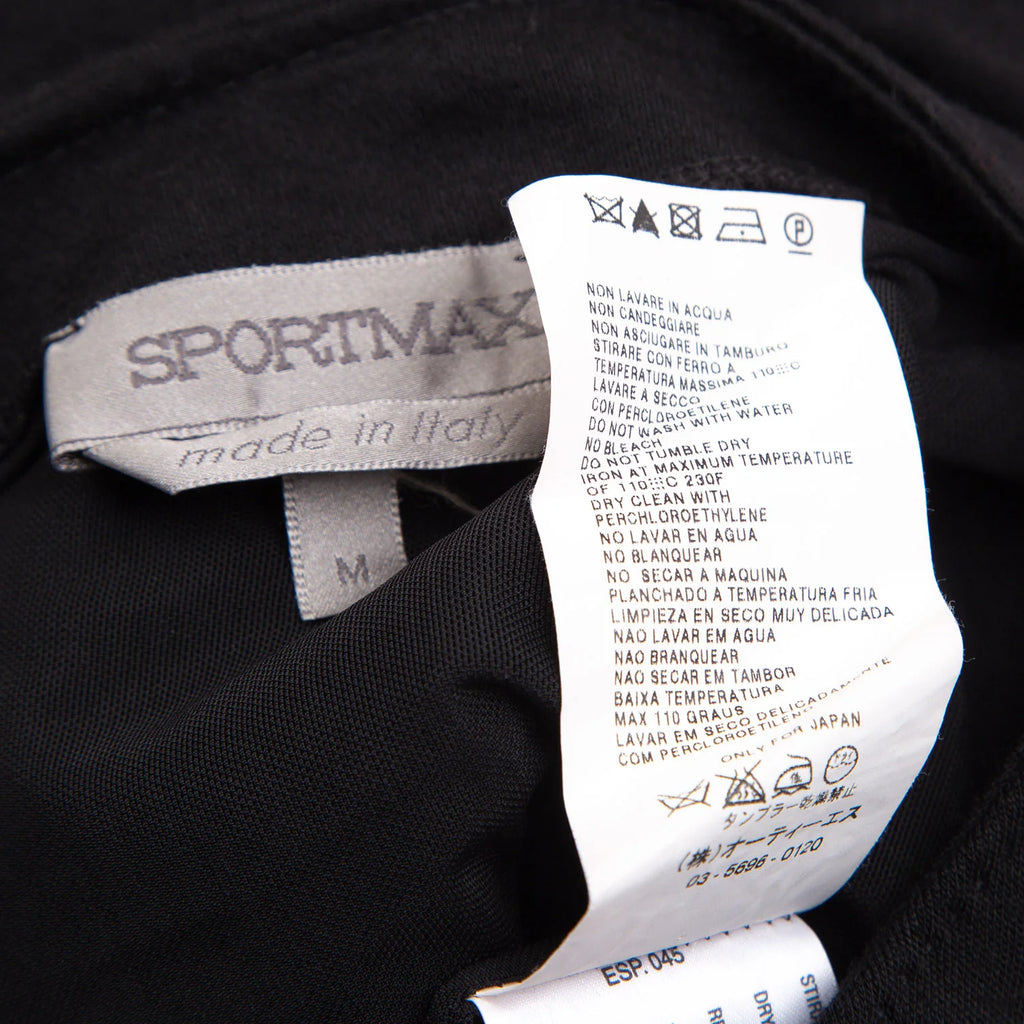 SPORTMAX
made in Italy
M
P
NON LAVARE IN ACQUA
NON CANDEGGIARE
NON ASCIUGARE IN TAMBURO
STIRARE CON FERRO A
TEMPERATURA MASSIMA 110░C
LAVARE A SECCO
CON PERCLOROETILENE
DO NOT WASH WITH WATER
NO BLEACH
DO NOT TUMBLE DRY
IRON AT MAXIMUM TEMPERATURE
OF 110░C 230F
DRY CLEAN WITH
PERCHLOROETHYLENE
NO LAVAR EN AGUA
NO BLANQUEAR
NO SECAR A MAQUINA
PLANCHADO A TEMPERATURA FRIA
LIMPIEZA EN SECO MUY DELICADA
NAO LAVAR EM AGUA
NAO BRANQUEAR
NAO SECAR EM TAMBOR
BAIXA TEMPERATURA
MAX 110 GRAUS
LAVAR EM SECO DELICADAMENTE
COM PERCLOROETILENO
ONLY FOR JAPAN
タンブラー乾燥禁止
(株)オーティーエス
03-5696-0120
ESP. 045
STIRA
DRY